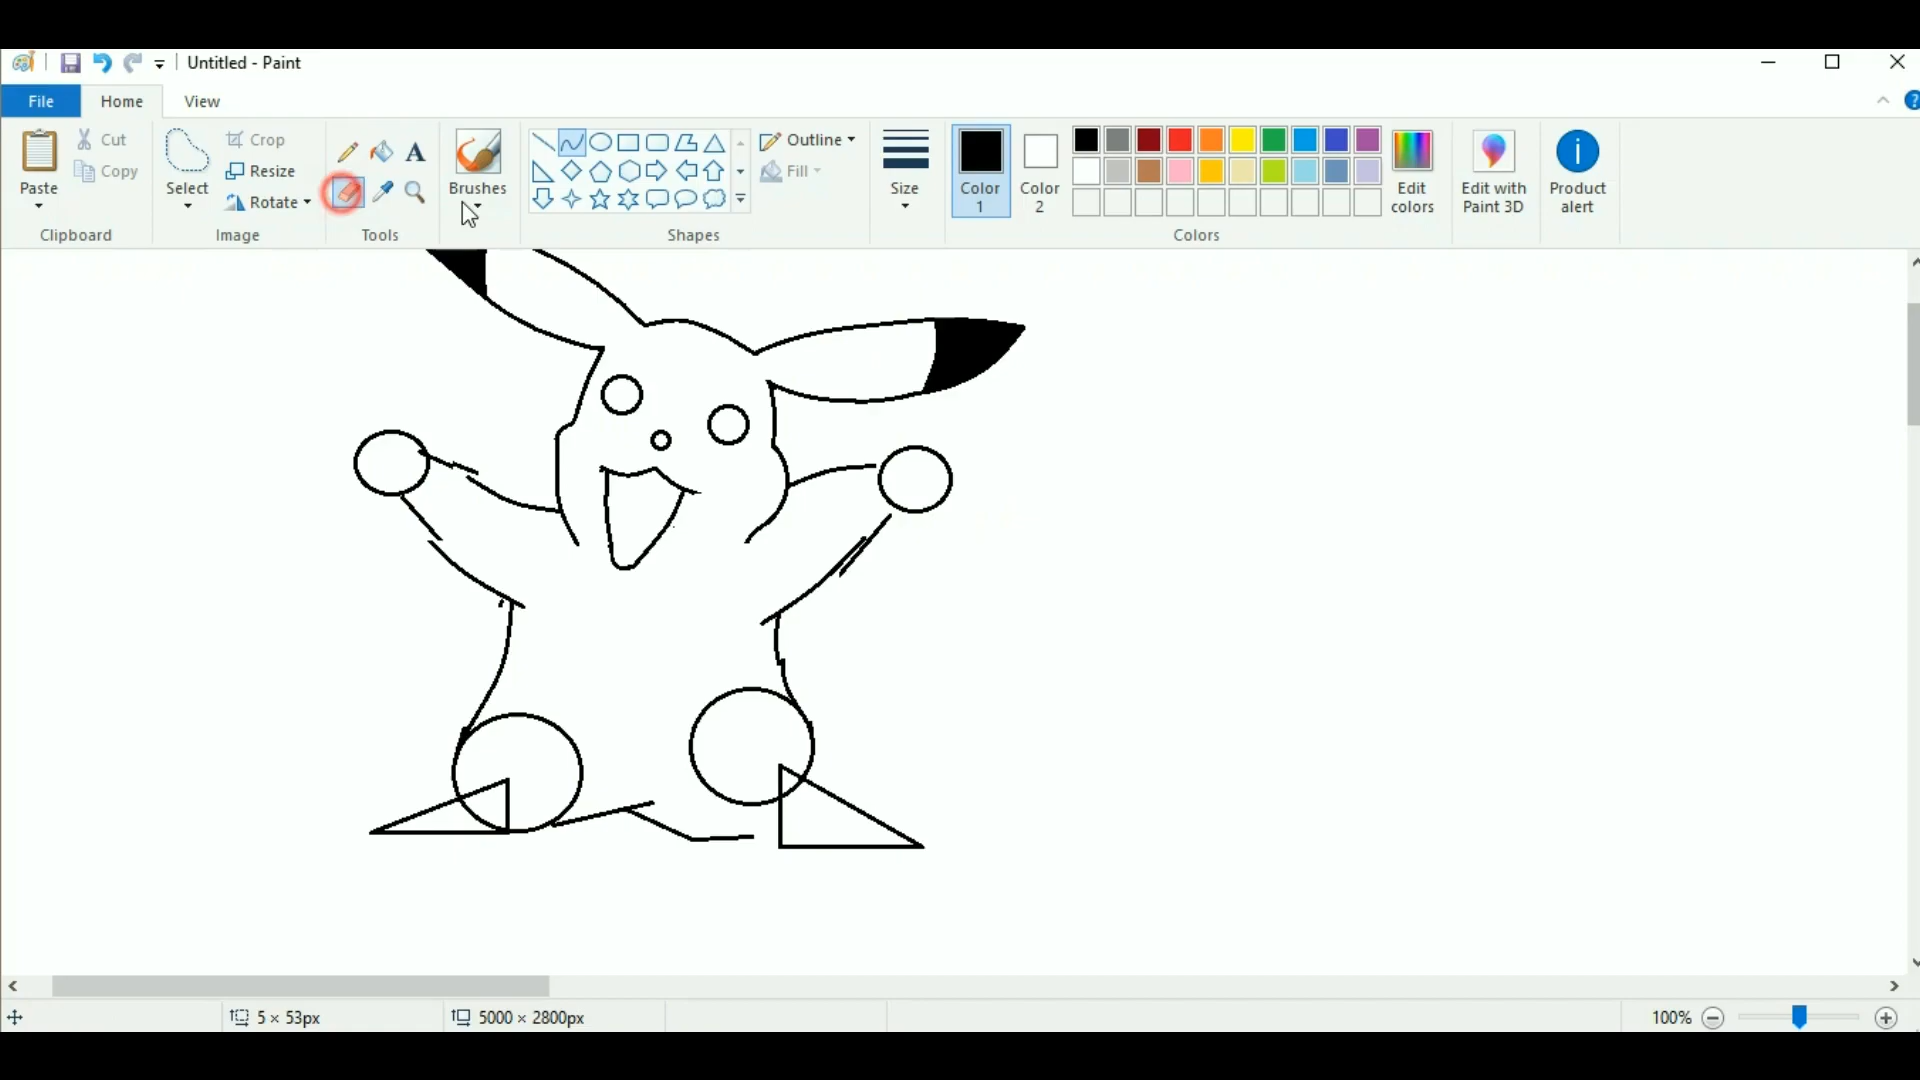 Untitled - Paint
File Home View
Paste
Cut
Copy
Clipboard
Select
Crop
Resize
Rotate
Image
A
Tools
Brushes
Shapes
Outline
Fill
Size
Color 1
Color 2
Colors
Edit colors
Edit with Paint 3D
Product alert
5 × 53px
5000 × 2800px
100%